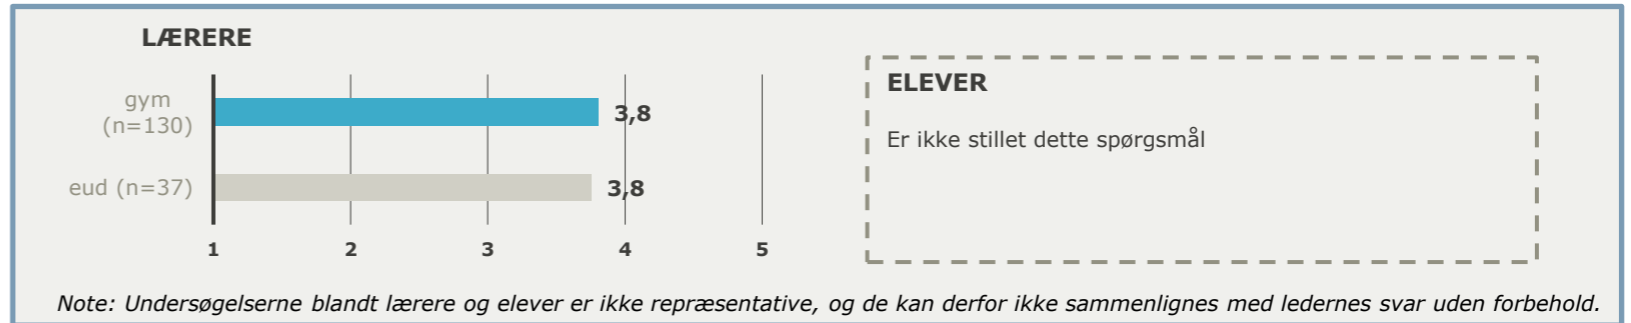 LÆRERE
gym
(n=130)
3,8
eud (n=37)
3,8
1 2 3 4 5
ELEVER
Er ikke stillet dette spørgsmål
Note: Undersøgelserne blandt lærere og elever er ikke repræsentative, og de kan derfor ikke sammenlignes med ledernes svar uden forbehold.